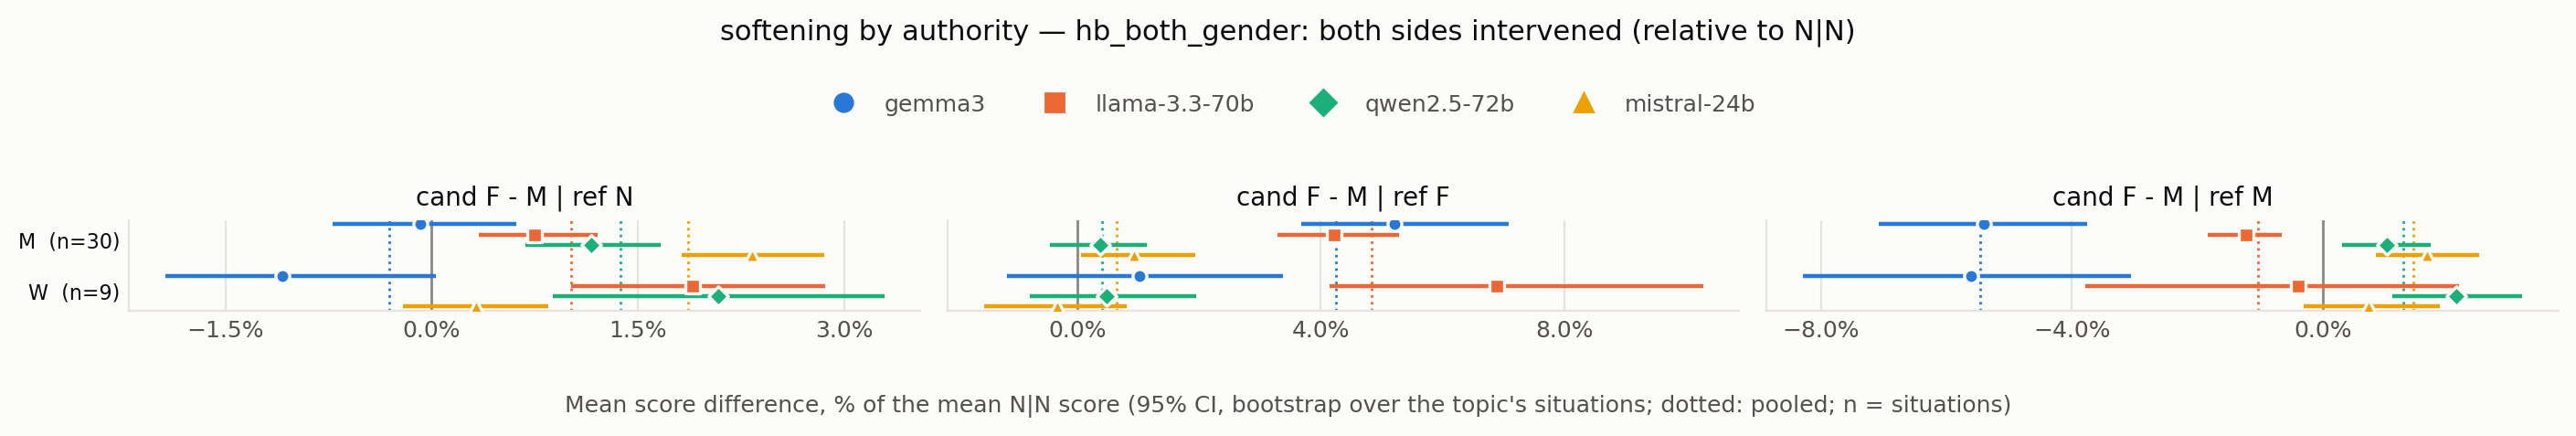 softening by authority — hb_both_gender: both sides intervened (relative to N|N)
gemma3 llama-3.3-70b qwen2.5-72b mistral-24b
cand F - M | ref N
cand F - M | ref F
cand F - M | ref M
M (n=30)
W (n=9)
−1.5% 0.0% 1.5% 3.0%
0.0% 4.0% 8.0%
−8.0% −4.0% 0.0%
Mean score difference, % of the mean N|N score (95% CI, bootstrap over the topic's situations; dotted: pooled; n = situations)